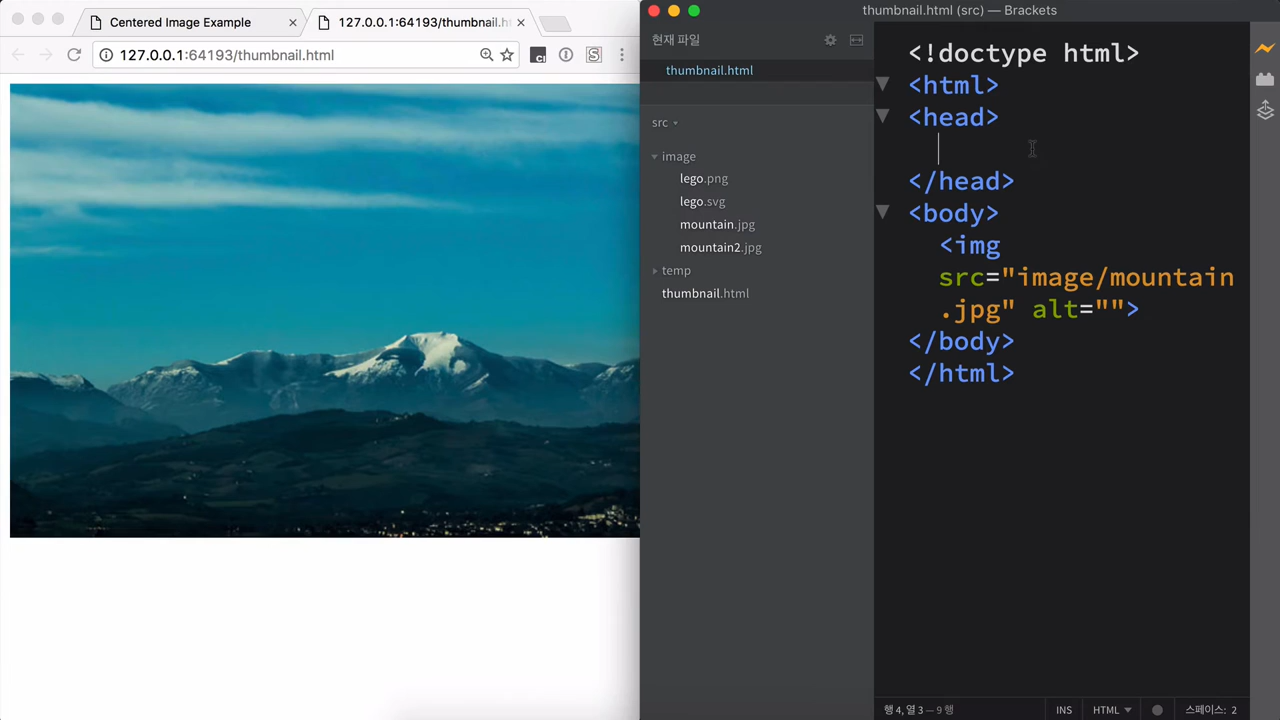 Centered Image Example
127.0.0.1:64193/thumbnail.h
127.0.0.1:64193/thumbnail.html
thumbnail.html (src) — Brackets
현재 파일
thumbnail.html
src
image
lego.png
lego.svg
mountain.jpg
mountain2.jpg
temp
thumbnail.html
<!doctype html>
<html>
<head>
</head>
<body>
<img
src="image/mountain
.jpg" alt="">
</body>
</html>
행 4, 열 3 — 9 행
INS
HTML
스페이스: 2